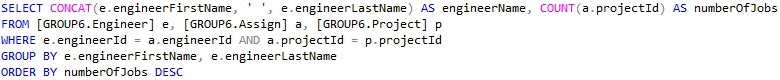 SELECT CONCAT(e.engineerFirstName, ' ', e.engineerLastName) AS engineerName, COUNT(a.projectId) AS numberOfJobs
FROM [GROUP6.Engineer] e, [GROUP6.Assign] a, [GROUP6.Project] p
WHERE e.engineerId = a.engineerId AND a.projectId = p.projectId
GROUP BY e.engineerFirstName, e.engineerLastName
ORDER BY numberOfJobs DESC